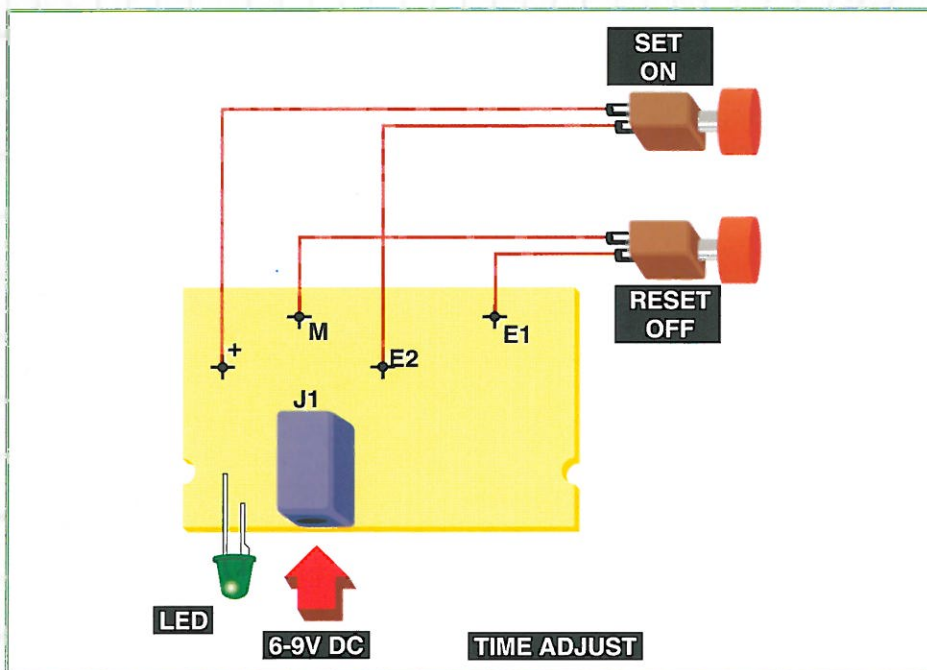 SET
ON
RESET
OFF
M
E1
+
E2
J1
LED
6-9V DC
TIME ADJUST